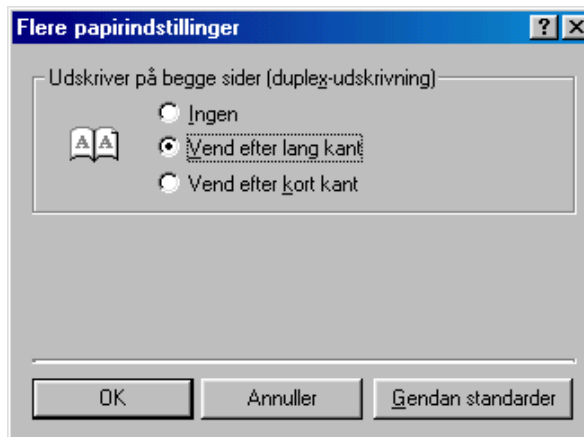 Flere papirindstillinger
Udskriver på begge sider (duplex-udskrivning)
Ingen
Vend efter lang kant
Vend efter kort kant
A A
OK Annuller Gendan standarder